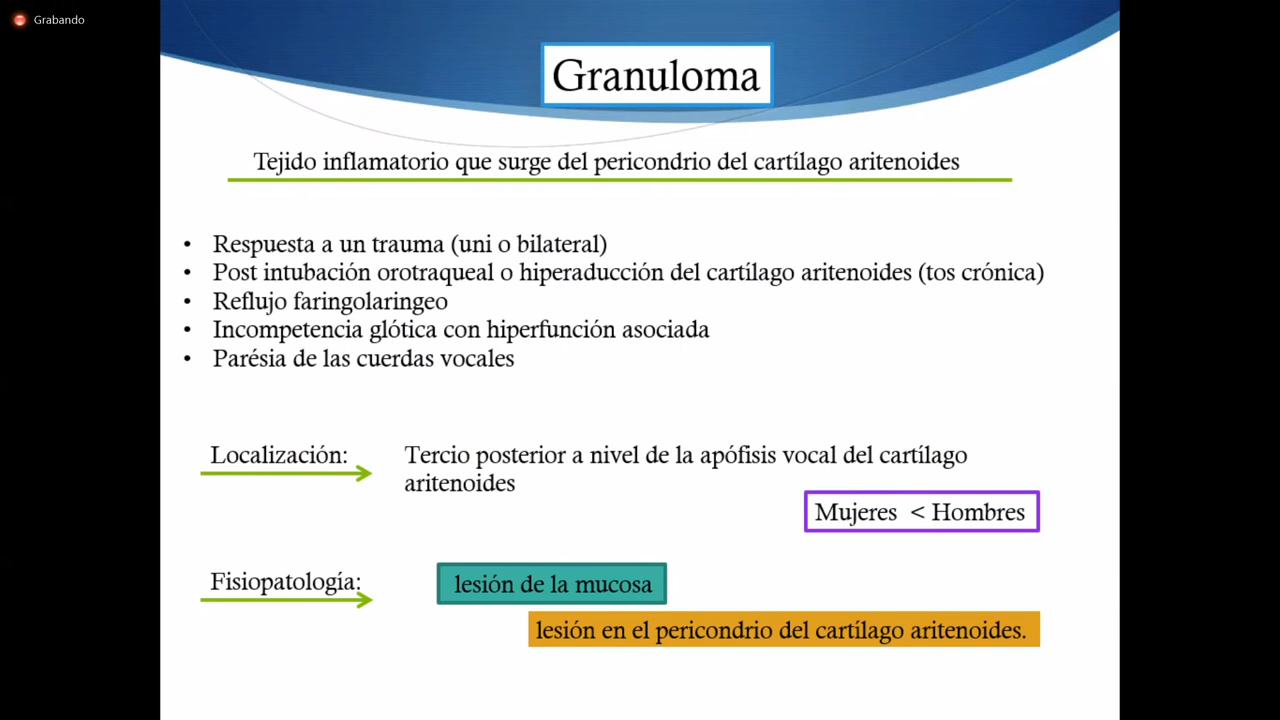 Grabando
Granuloma
Tejido inflamatorio que surge del pericondrio del cartílago aritenoides
• Respuesta a un trauma (uni o bilateral)
• Post intubación orotraqueal o hiperaducción del cartílago aritenoides (tos crónica)
• Reflujo faringolaringeo
• Incompetencia glótica con hiperfunción asociada
• Parésia de las cuerdas vocales
Localización:
Tercio posterior a nivel de la apófisis vocal del cartílago
aritenoides
Mujeres < Hombres
Fisiopatología:
lesión de la mucosa
lesión en el pericondrio del cartílago aritenoides.